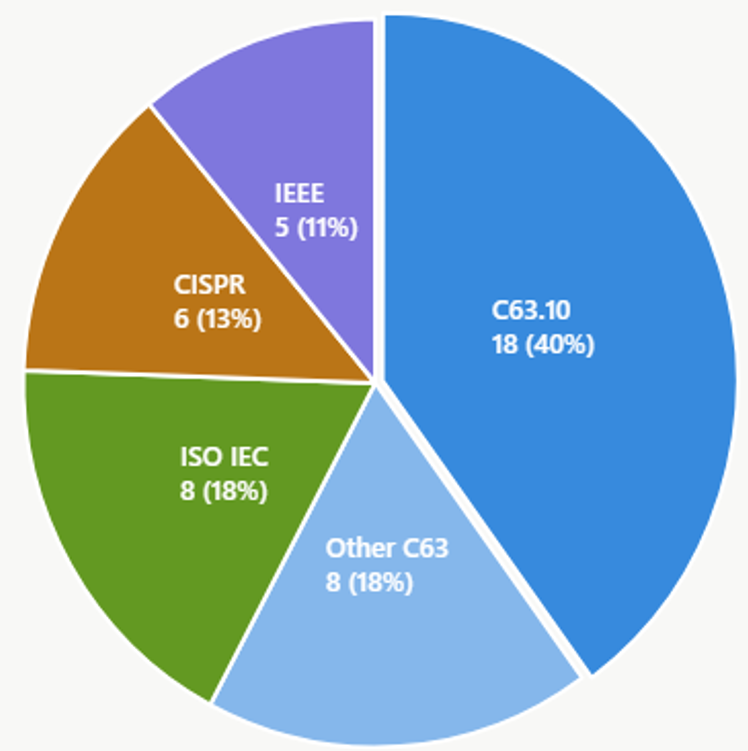 IEEE
5 (11%)
CISPR
6 (13%)
C63.10
18 (40%)
ISO IEC
8 (18%)
Other C63
8 (18%)